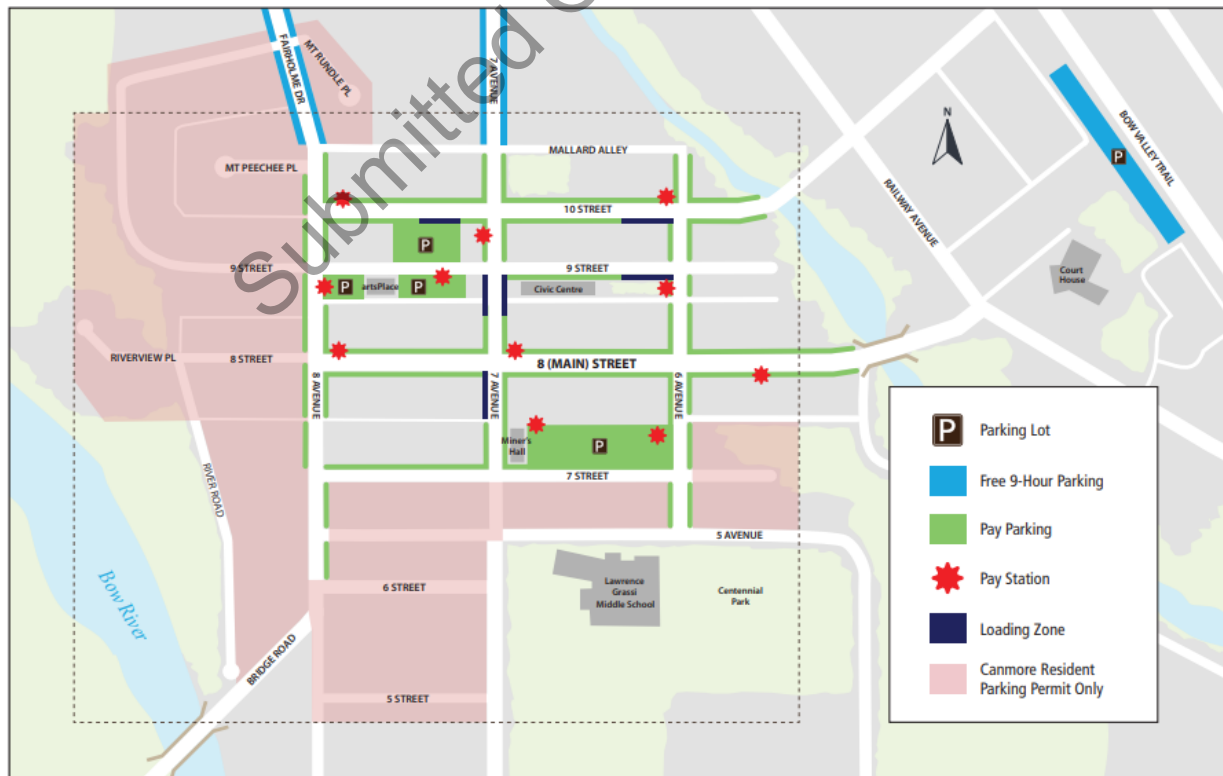 Submitted
FAIRHOLME DR
MT RUNDLE PL
7 AVENUE
MALLARD ALLEY
MT PEECHEE PL
10 STREET
N
BOW VALLEY TRAIL
P
RAILWAY AVENUE
9 STREET
P
9 STREET
P
artsPlace
P
Civic Centre
Court
House
RIVERVIEW PL
8 STREET
8 (MAIN) STREET
8 AVENUE
7 AVENUE
6 AVENUE
Miner's
Hall
P
7 STREET
RIVER ROAD
5 AVENUE
Bow River
6 STREET
Lawrence
Grassi
Middle School
Centennial
Park
BRIDGE ROAD
5 STREET
P
Parking Lot
Free 9-Hour Parking
Pay Parking
Pay Station
Loading Zone
Canmore Resident
Parking Permit Only